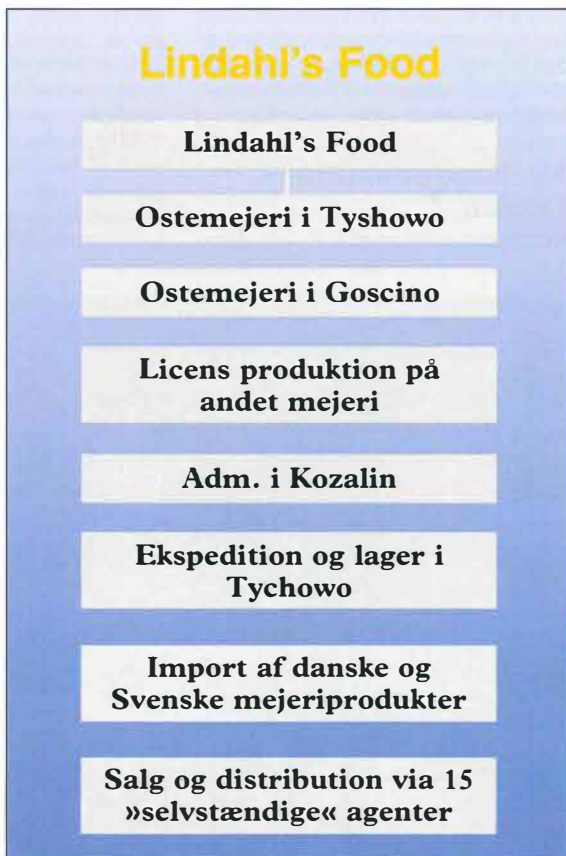 Lindahl's Food
Lindahl's Food
Ostemejeri i Tyshowo
Ostemejeri i Goscino
Licens produktion på
andet mejeri
Adm. i Kozalin
Ekspedition og lager i
Tychowo
Import af danske og
Svenske mejeriprodukter
Salg og distribution via 15
»selvstændige« agenter